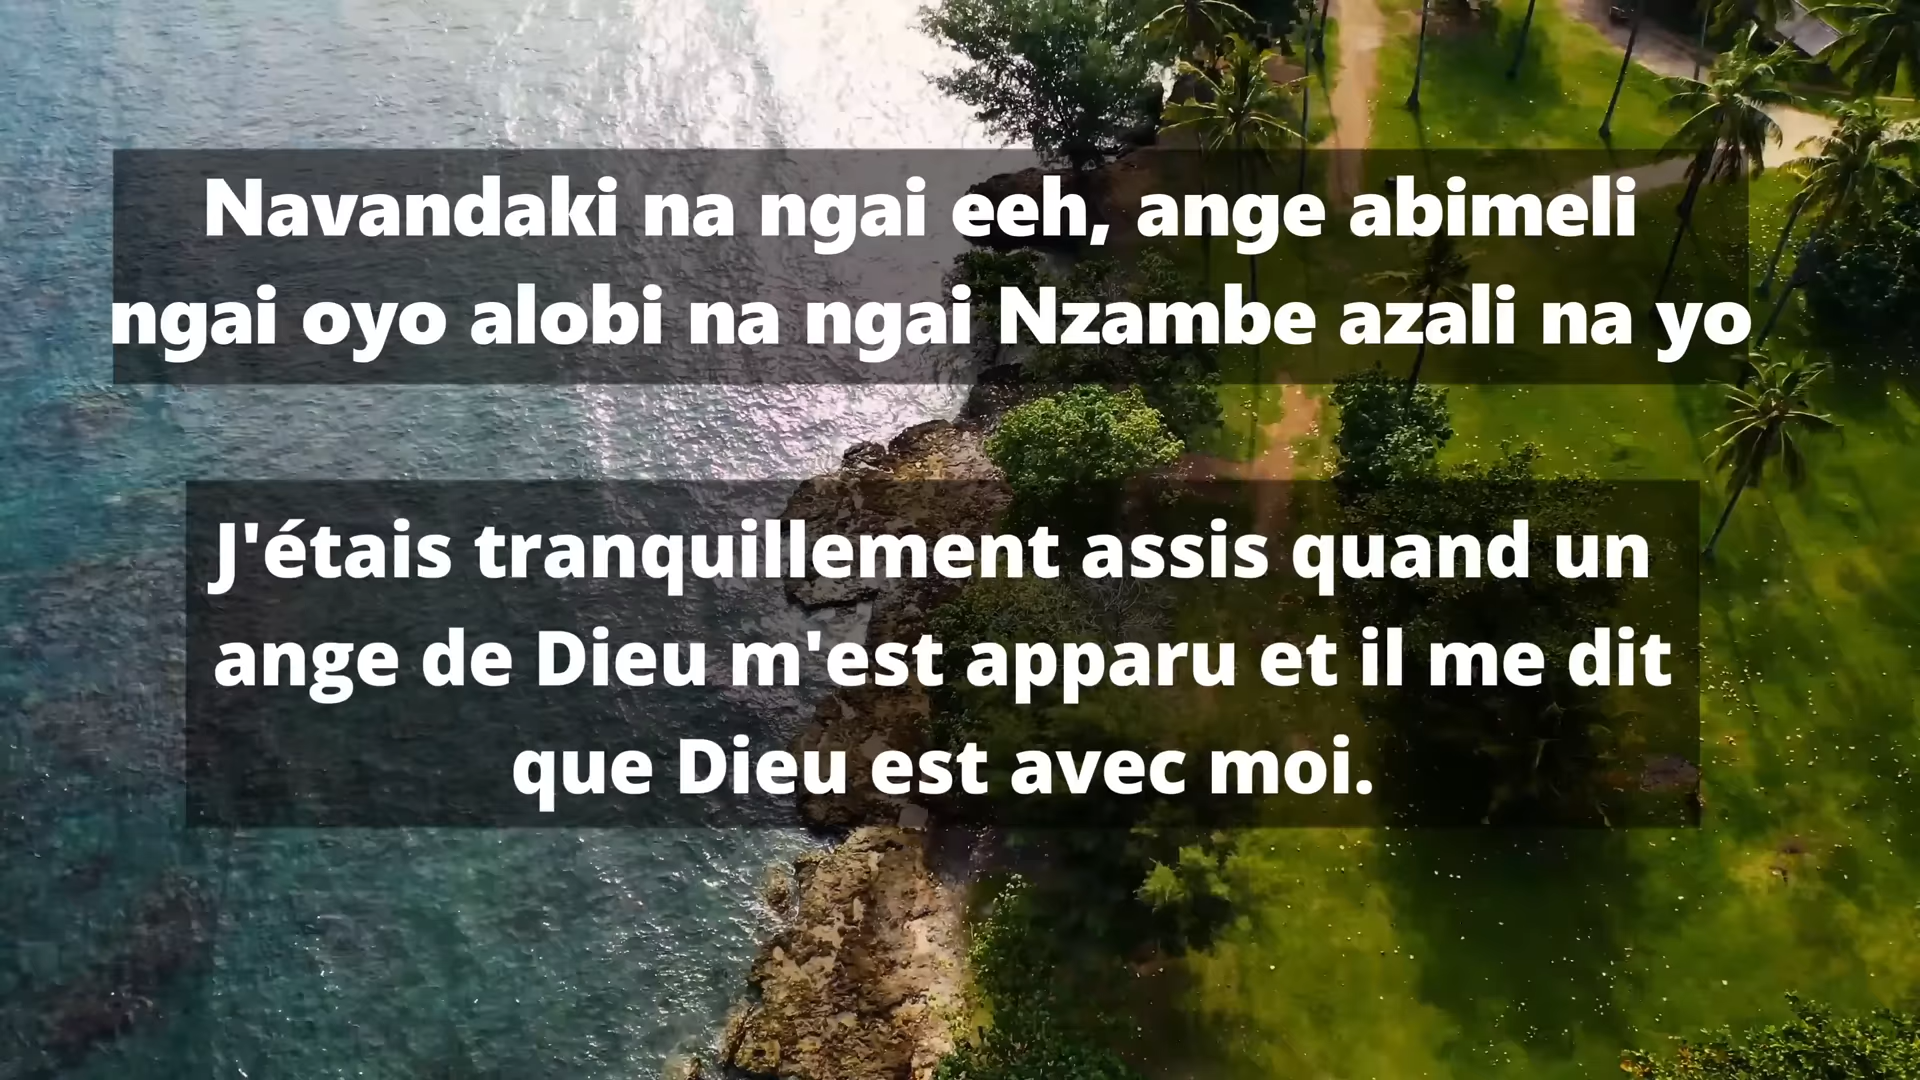 Navandaki na ngai eeh, ange abimeli
ngai oyo alobi na ngai Nzambe azali na yo
J'étais tranquillement assis quand un
ange de Dieu m'est apparu et il me dit
que Dieu est avec moi.